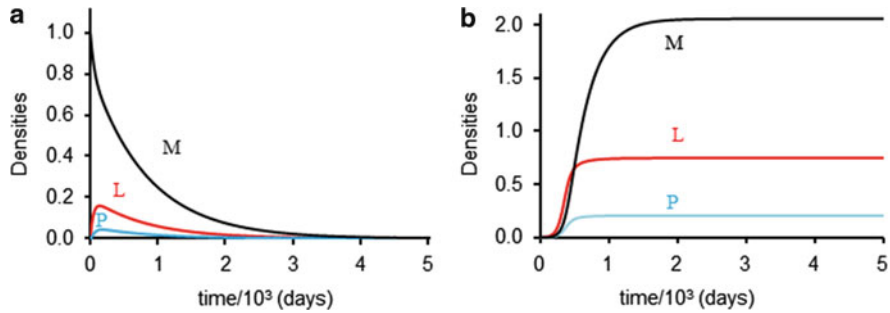 a
Densities
1.0
0.8
0.6
0.4
0.2
0.0
M
L
P
0 1 2 3 4 5
time/10³ (days)
b
Densities
2.0
1.5
1.0
0.5
0.0
M
L
P
0 1 2 3 4 5
time/10³ (days)